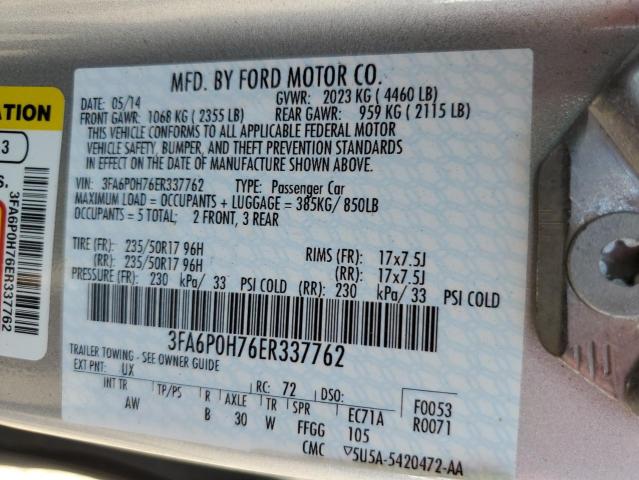 MFD. BY FORD MOTOR CO.
DATE: 05/14 GVWR: 2023 KG ( 4460 LB)
FRONT GAWR: 1068 KG ( 2355 LB) REAR GAWR: 959 KG ( 2115 LB)
THIS VEHICLE CONFORMS TO ALL APPLICABLE FEDERAL MOTOR
VEHICLE SAFETY, BUMPER, AND THEFT PREVENTION STANDARDS
IN EFFECT ON THE DATE OF MANUFACTURE SHOWN ABOVE.
VIN: 3FA6P0H76ER337762 TYPE: Passenger Car
MAXIMUM LOAD = OCCUPANTS + LUGGAGE = 385KG/ 850LB
OCCUPANTS = 5 TOTAL; 2 FRONT, 3 REAR
TIRE (FR): 235/50R17 96H RIMS (FR): 17x7.5J
(RR): 235/50R17 96H (RR): 17x7.5J
PRESSURE (FR): 230 kPa/ 33 PSI COLD (RR): 230 kPa/ 33 PSI COLD
3FA6P0H76ER337762
TRAILER TOWING - SEE OWNER GUIDE
EXT PNT: UX RC: 72 DSO:
INT TR TP/PS R AXLE TR SPR EC71A F0053
AW B 30 W FFGG 105 R0071
CMC 5U5A-5420472-AA
ATION
3
S.
3FA6P0H76ER337762